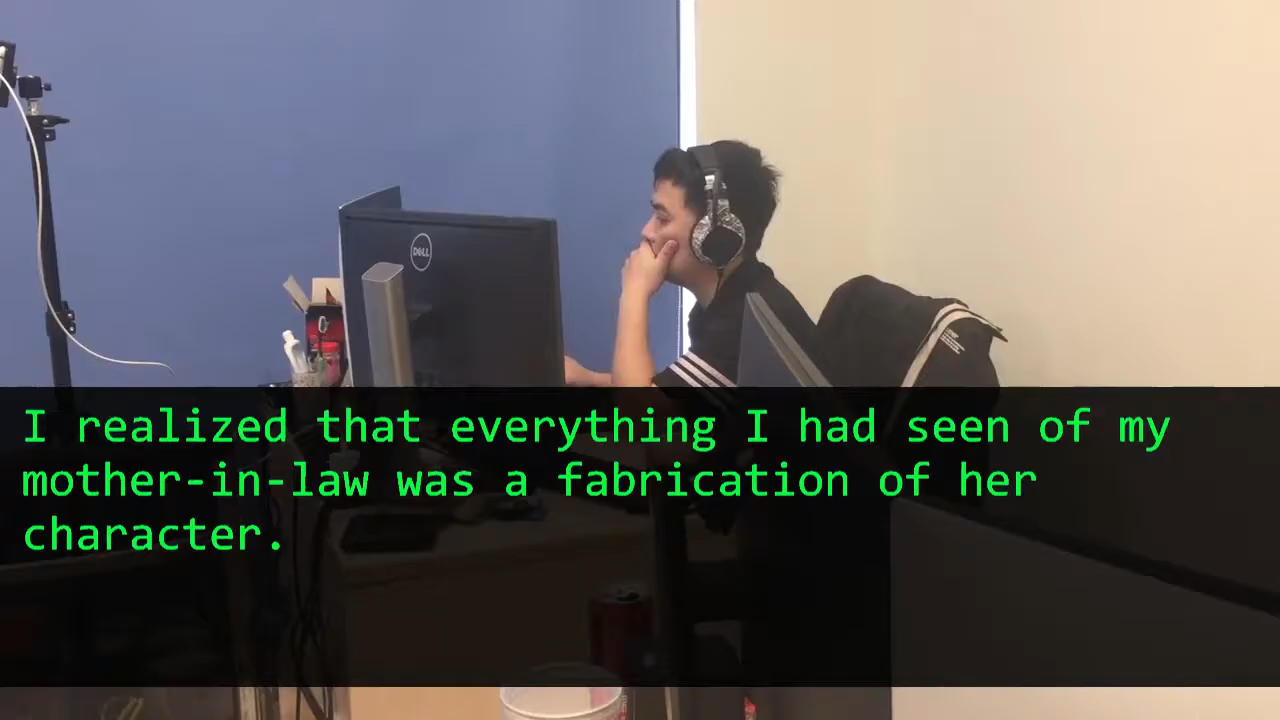 DELL
I realized that everything I had seen of my
mother-in-law was a fabrication of her
character.